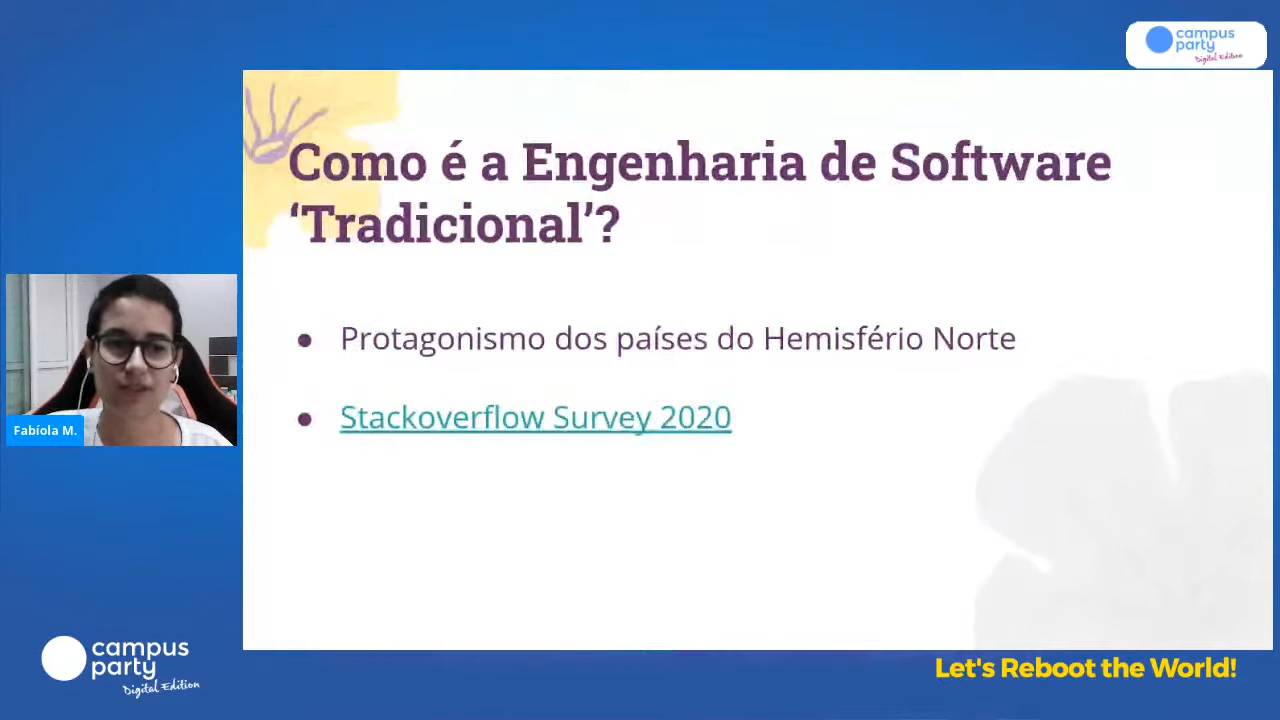 campus
party
Digital Edition
Como é a Engenharia de Software
‘Tradicional’?
● Protagonismo dos países do Hemisfério Norte
● Stackoverflow Survey 2020
Fabíola M.
campus
party
Digital Edition
Let's Reboot the World!